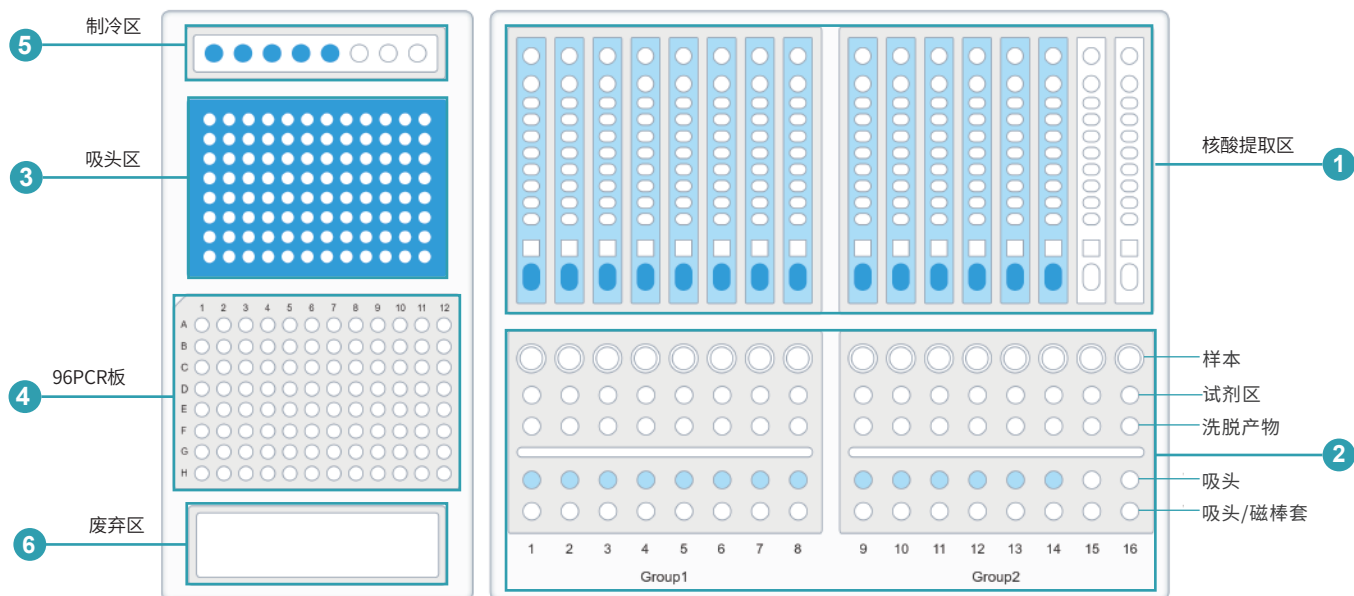 5
制冷区
3
吸头区
4
96PCR板
1 2 3 4 5 6 7 8 9 10 11 12
A
B
C
D
E
F
G
H
6
废弃区
核酸提取区
1
样本
试剂区
洗脱产物
2
吸头
吸头/磁棒套
1 2 3 4 5 6 7 8 9 10 11 12 13 14 15 16
Group1 Group2